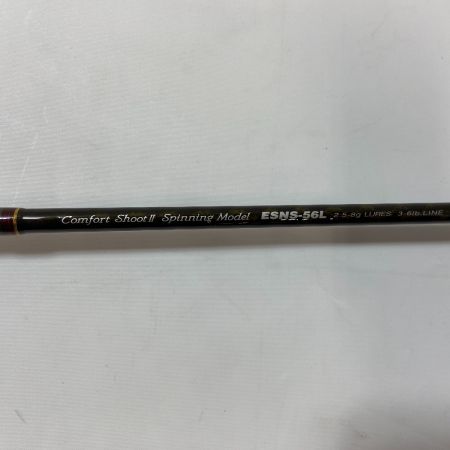 Comfort Shoot II Spinning Model ESNS-56L 2.5-8g LURES 3-6lb.LINE